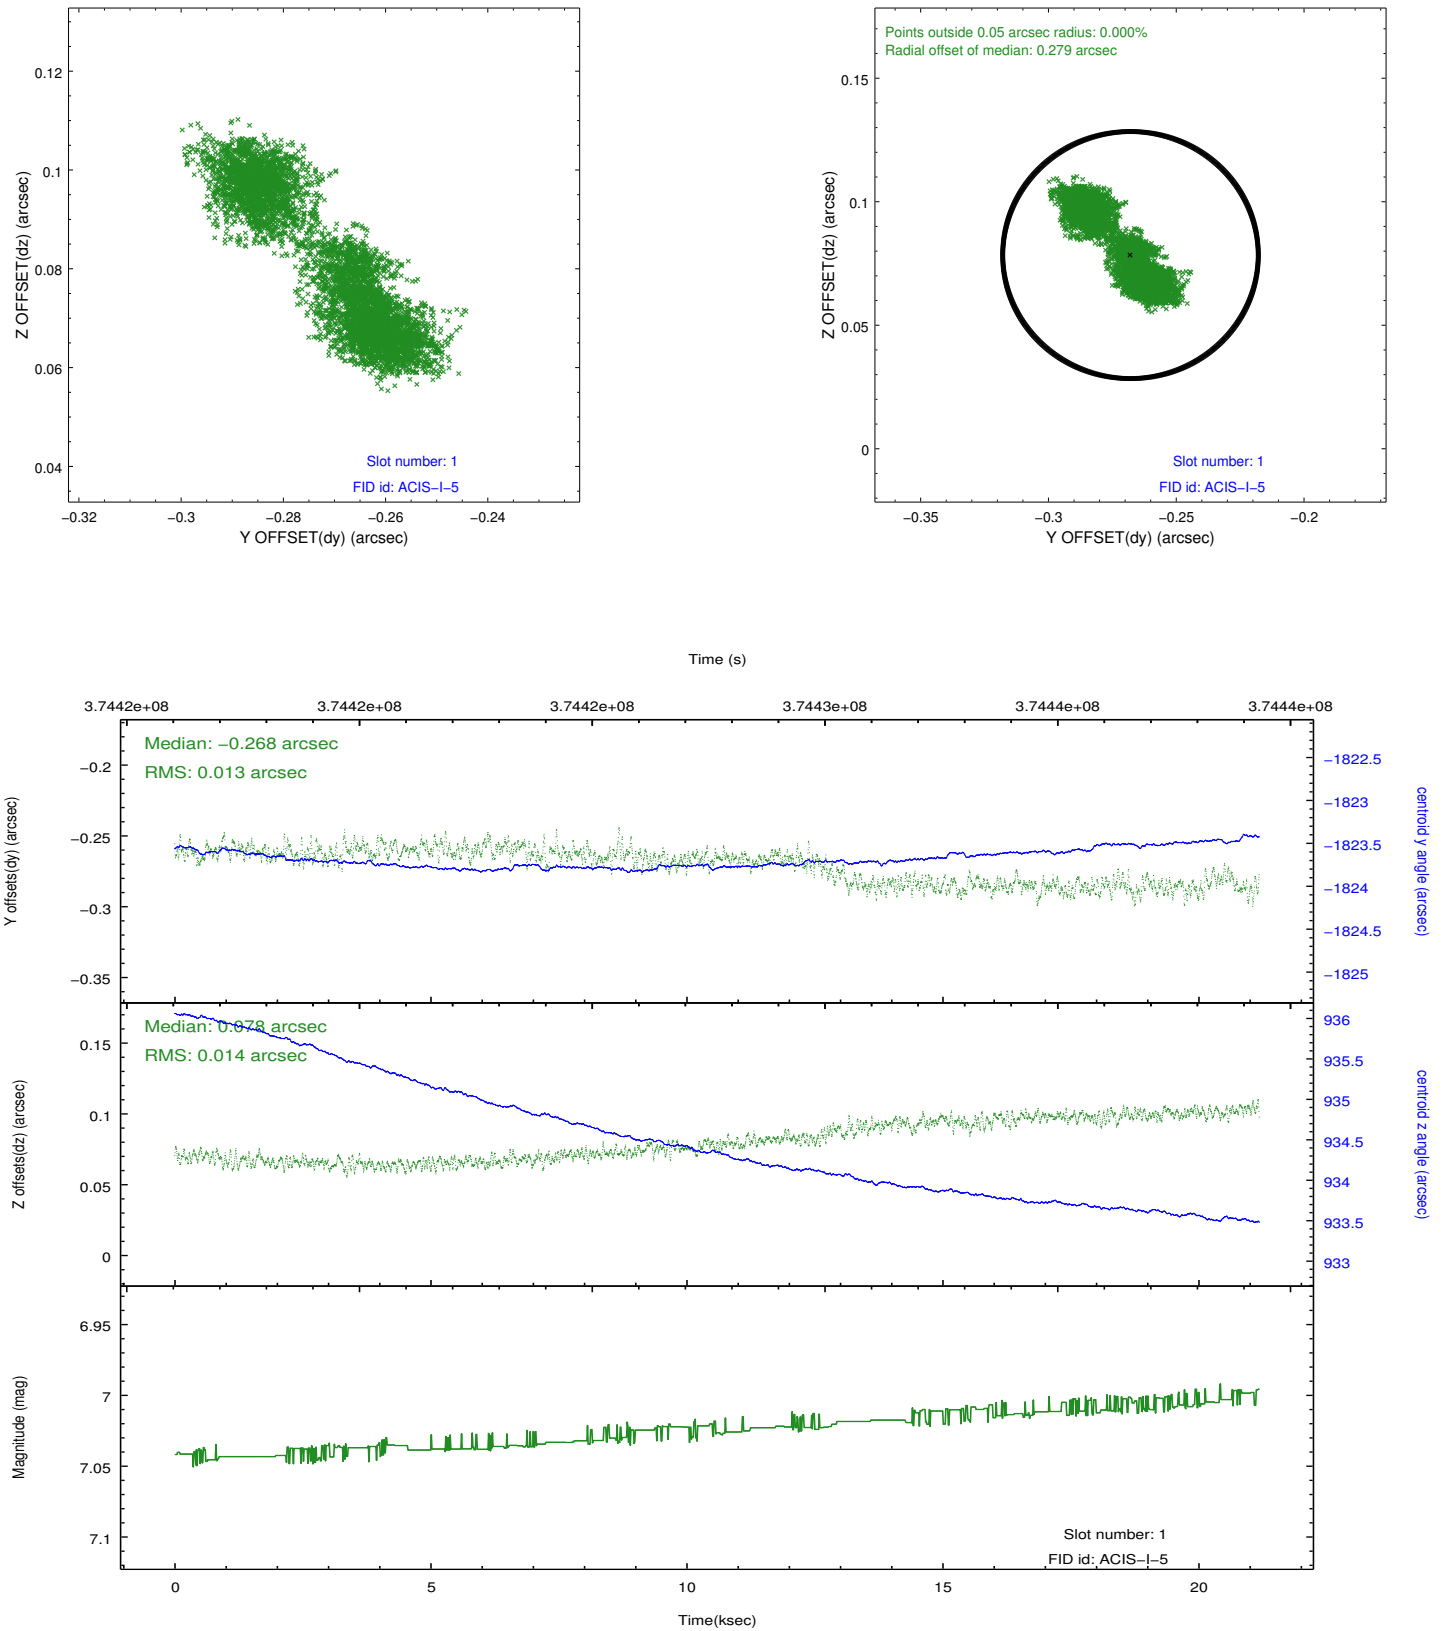 0.12
0.1
0.08
0.06
0.04
Z OFFSET(dz) (arcsec)
Slot number: 1
FID id: ACIS−I−5
−0.32 −0.3 −0.28 −0.26 −0.24
Y OFFSET(dy) (arcsec)
Points outside 0.05 arcsec radius: 0.000%
Radial offset of median: 0.279 arcsec
0.15
0.1
0.05
0
Z OFFSET(dz) (arcsec)
Slot number: 1
FID id: ACIS−I−5
−0.35 −0.3 −0.25 −0.2
Y OFFSET(dy) (arcsec)
Time (s)
3.7442e+08 3.7442e+08 3.7442e+08 3.7443e+08 3.7444e+08 3.7444e+08
Median: −0.268 arcsec
RMS: 0.013 arcsec
−0.2
−0.25
−0.3
−0.35
Y offsets(dy) (arcsec)
−1822.5
−1823
−1823.5
−1824
−1824.5
−1825
centroid y angle (arcsec)
Median: 0.078 arcsec
RMS: 0.014 arcsec
0.15
0.1
0.05
0
Z offsets(dz) (arcsec)
936
935.5
935
934.5
934
933.5
933
centroid z angle (arcsec)
6.95
7
7.05
7.1
Magnitude (mag)
Slot number: 1
FID id: ACIS−I−5
0 5 10 15 20
Time(ksec)